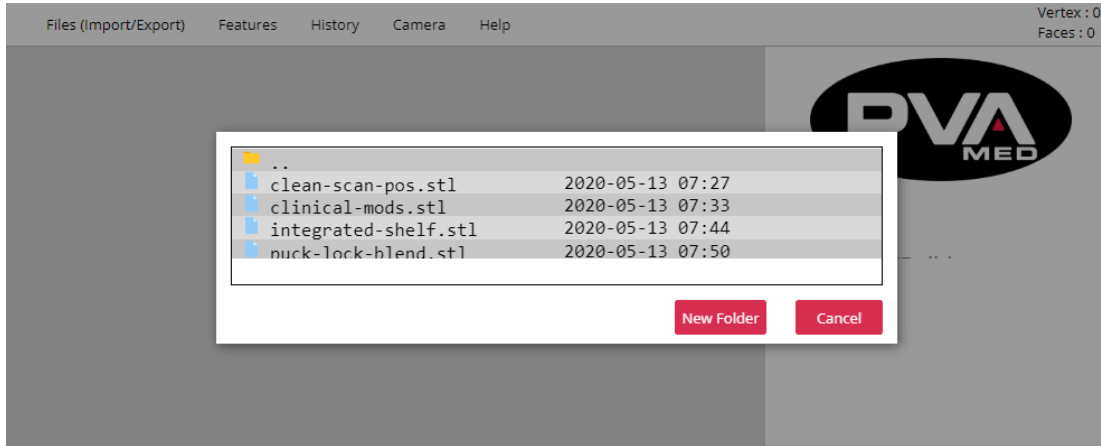 Files (Import/Export) Features History Camera Help
Vertex : 0
Faces : 0
PVA
MED
..
clean-scan-pos.stl 2020-05-13 07:27
clinical-mods.stl 2020-05-13 07:33
integrated-shelf.stl 2020-05-13 07:44
puck-lock-blend.stl 2020-05-13 07:50
New Folder Cancel